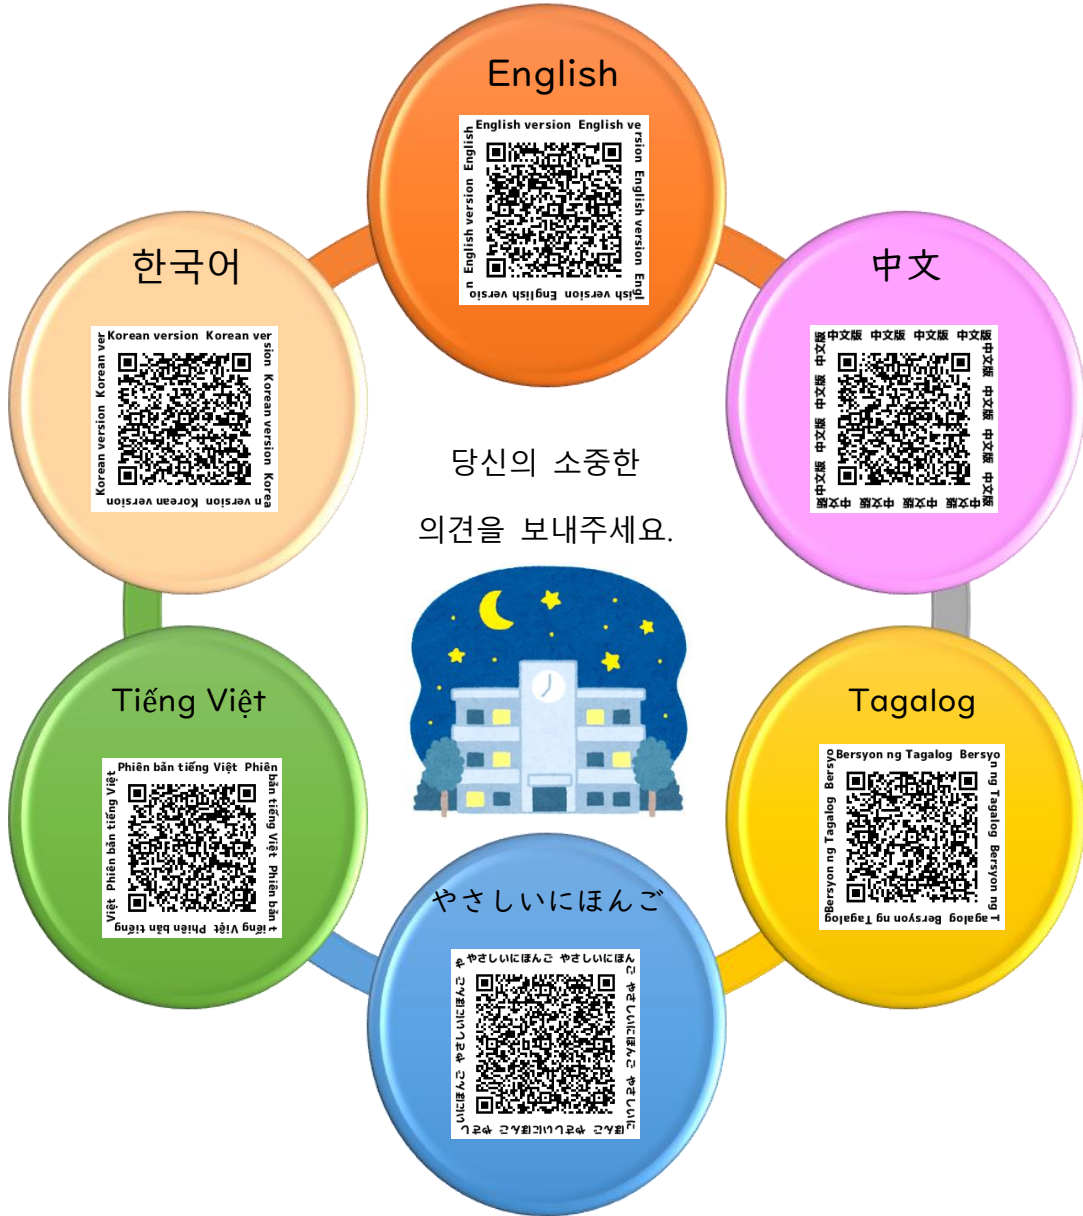 English
English version English version English version English version English version English version English
한국어
Korean version Korean version Korean version Korean version Korean version Korean version Korean ver
中文
中文版 中文版 中文版 中文版 中文版 中文版 中文版 中文版 中文版 中文版 中文版 中文版 中文版 中文版 中文版 中文版
당신의 소중한
의견을 보내주세요.
Tiếng Việt
Phiên bản tiếng Việt Phiên bản tiếng Việt Phiên bản tiếng Việt Phiên bản tiếng Việt Phiên bản tiếng Việt
Tagalog
Bersyon ng Tagalog Bersyon ng Tagalog Bersyon ng Tagalog Bersyon ng Tagalog Bersyon ng Tagalog Bersyo
やさしいにほんご
やさしいにほんご やさしいにほんご やさしいにほんご やさしいにほんご やさしいにほんご やさしいにほんご や